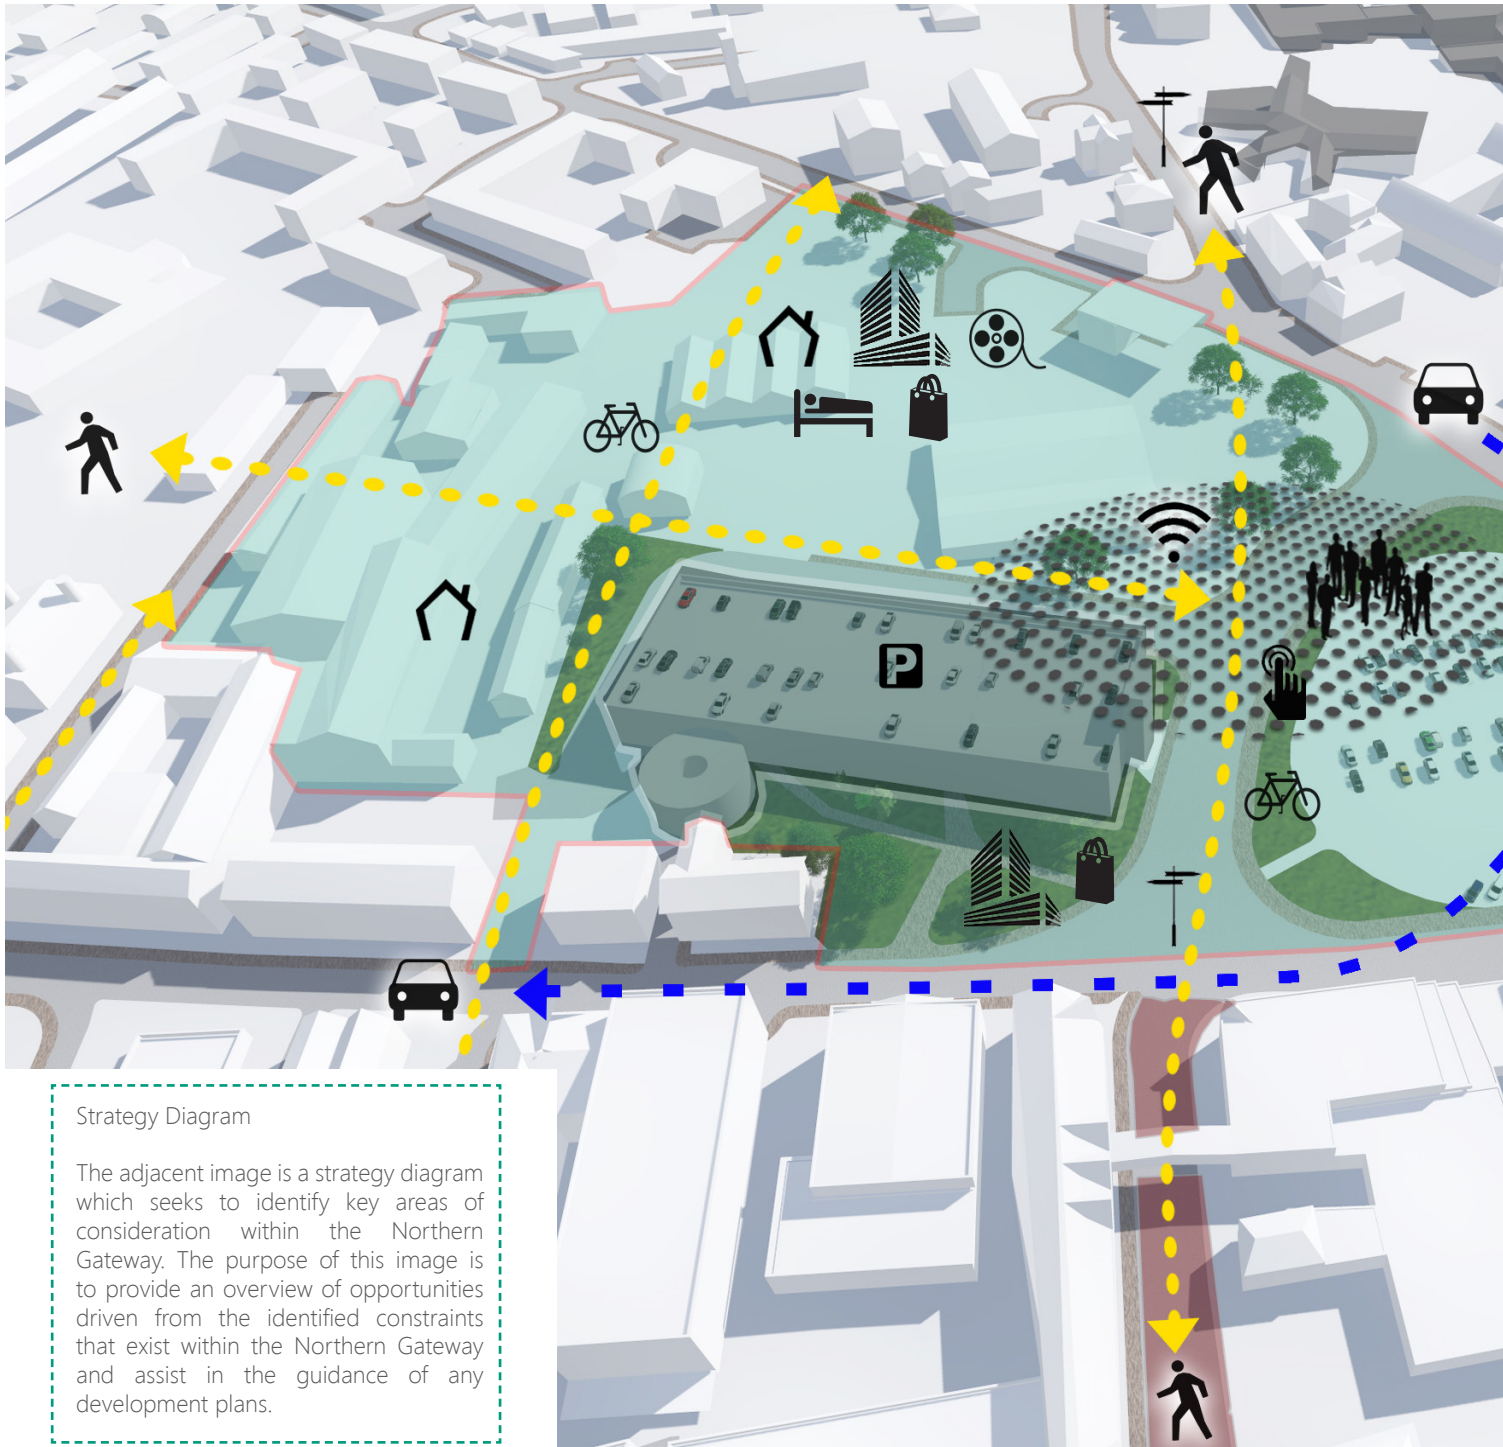 P
Strategy Diagram
The adjacent image is a strategy diagram
which seeks to identify key areas of
consideration within the Northern
Gateway. The purpose of this image is
to provide an overview of opportunities
driven from the identified constraints
that exist within the Northern Gateway
and assist in the guidance of any
development plans.